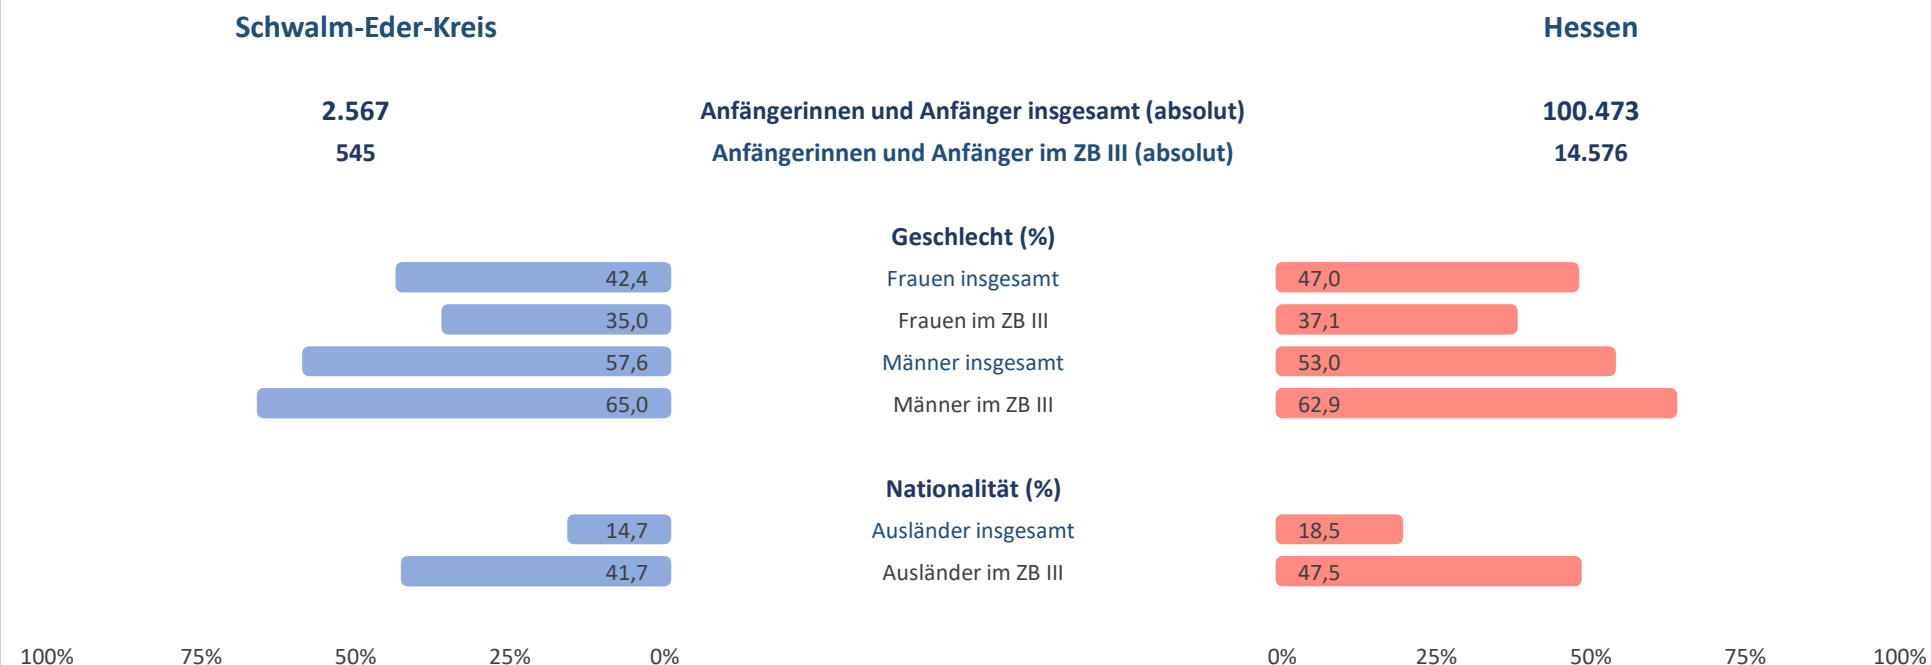 Schwalm-Eder-Kreis Hessen
2.567 Anfängerinnen und Anfänger insgesamt (absolut) 100.473
545 Anfängerinnen und Anfänger im ZB III (absolut) 14.576
Geschlecht (%)
42,4 Frauen insgesamt 47,0
35,0 Frauen im ZB III 37,1
57,6 Männer insgesamt 53,0
65,0 Männer im ZB III 62,9
Nationalität (%)
14,7 Ausländer insgesamt 18,5
41,7 Ausländer im ZB III 47,5
100% 75% 50% 25% 0% 0% 25% 50% 75% 100%